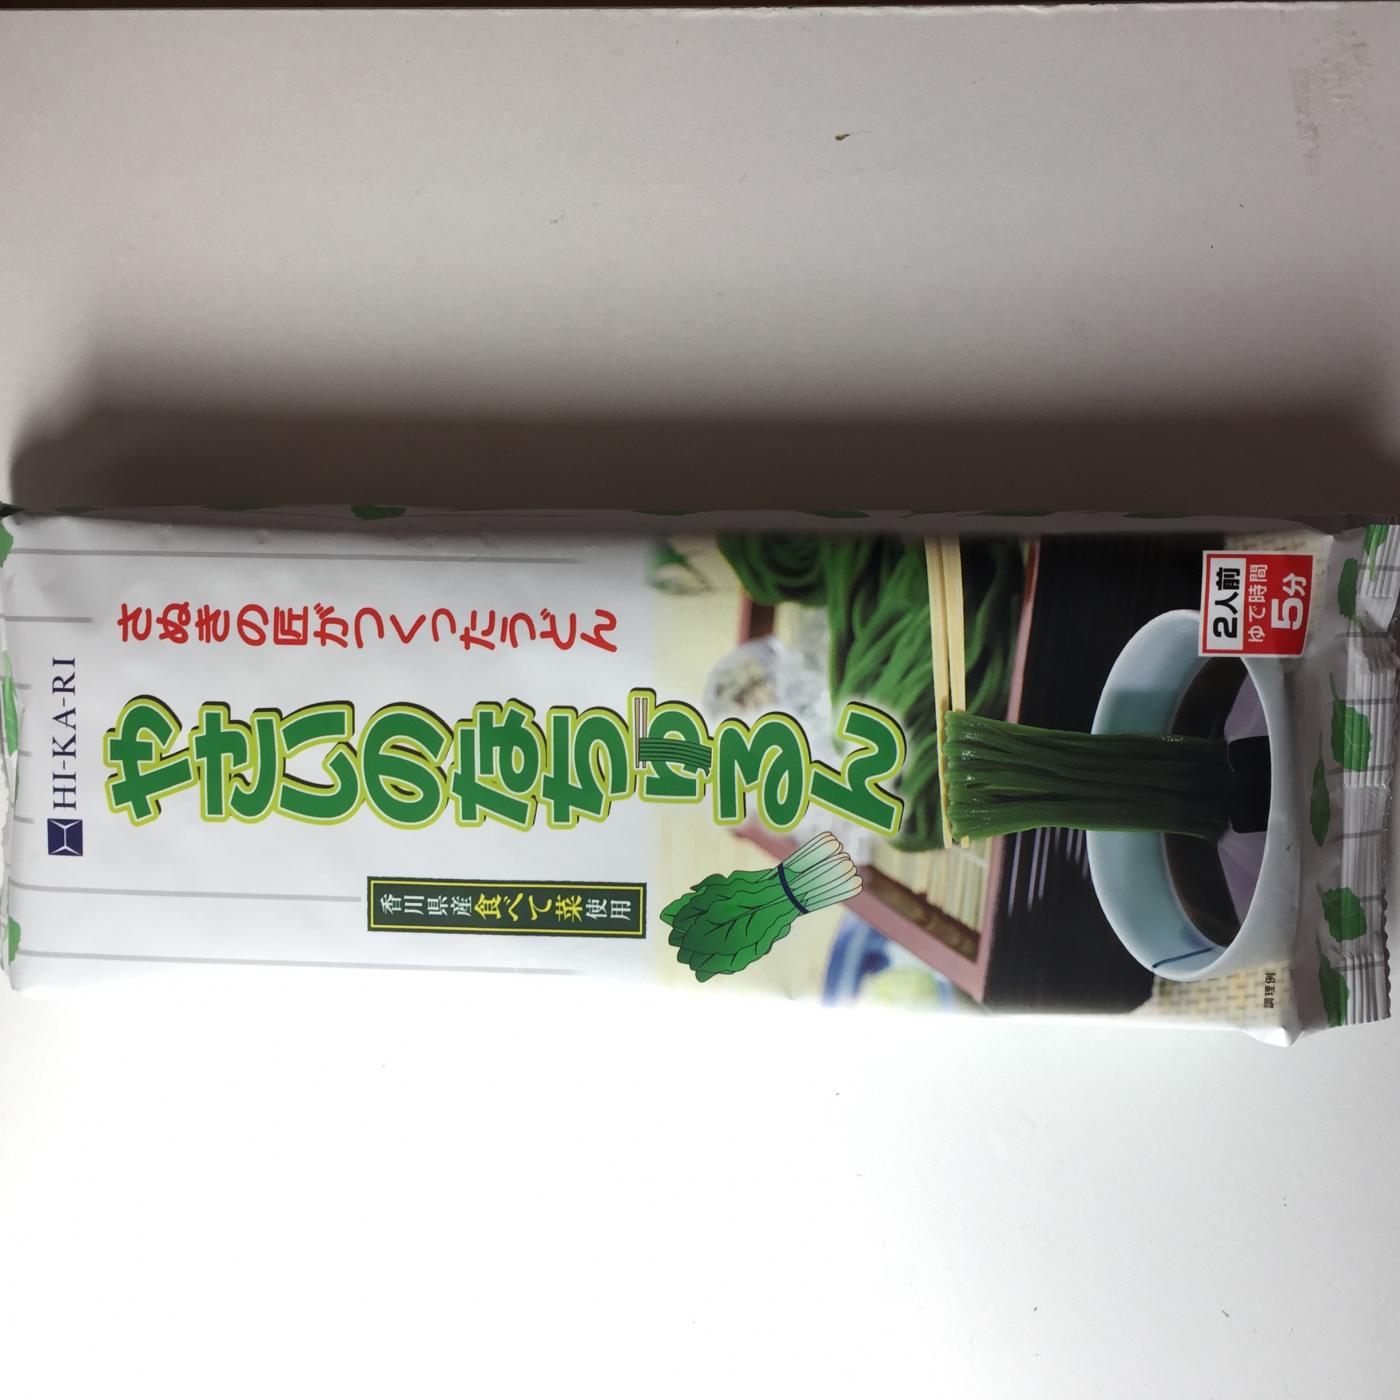 HI-KA-RI
さぬきの匠がつくったうどん
やさいのなちゅるん
香川県産食べて菜使用
2人前
ゆで時間
5分
調理例